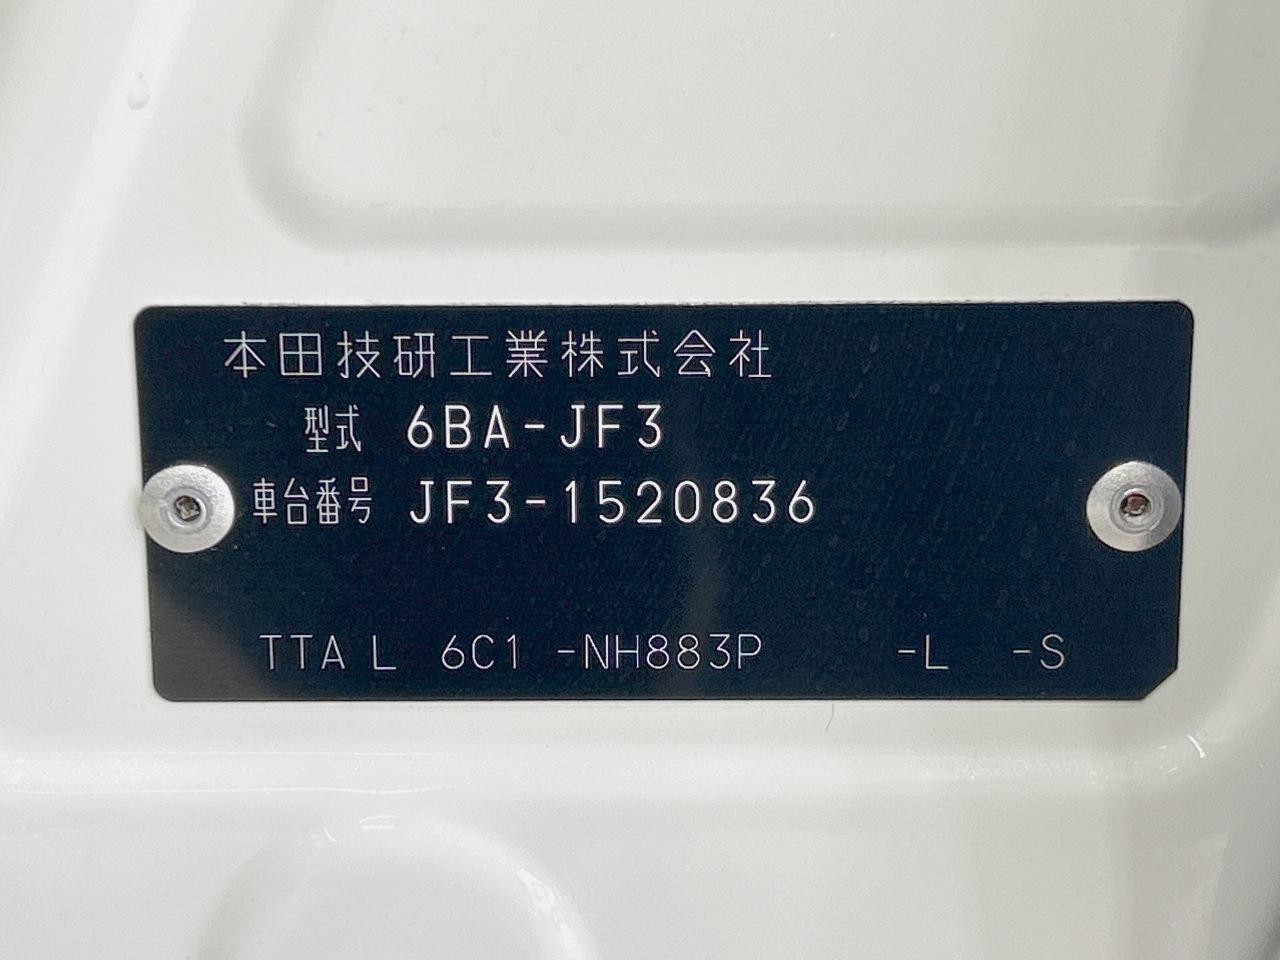 本田技研工業株式会社
型式 6BA-JF3
車台番号 JF3-1520836
TTA L 6C1 -NH883P -L -S